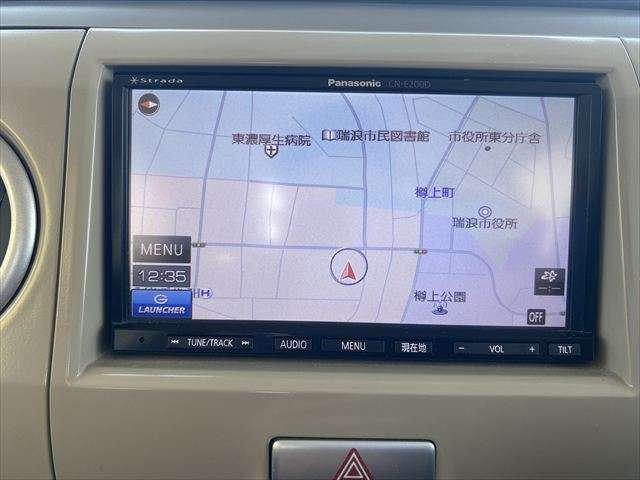 Strada
Panasonic CN-E200D
東濃厚生病院
瑞浪市民図書館
市役所東分庁舎
樽上町
瑞浪市役所
MENU
12:35
G
LAUNCHER
樽上公園
-:--
OFF
TUNE/TRACK
AUDIO
MENU
現在地
− VOL +
TILT